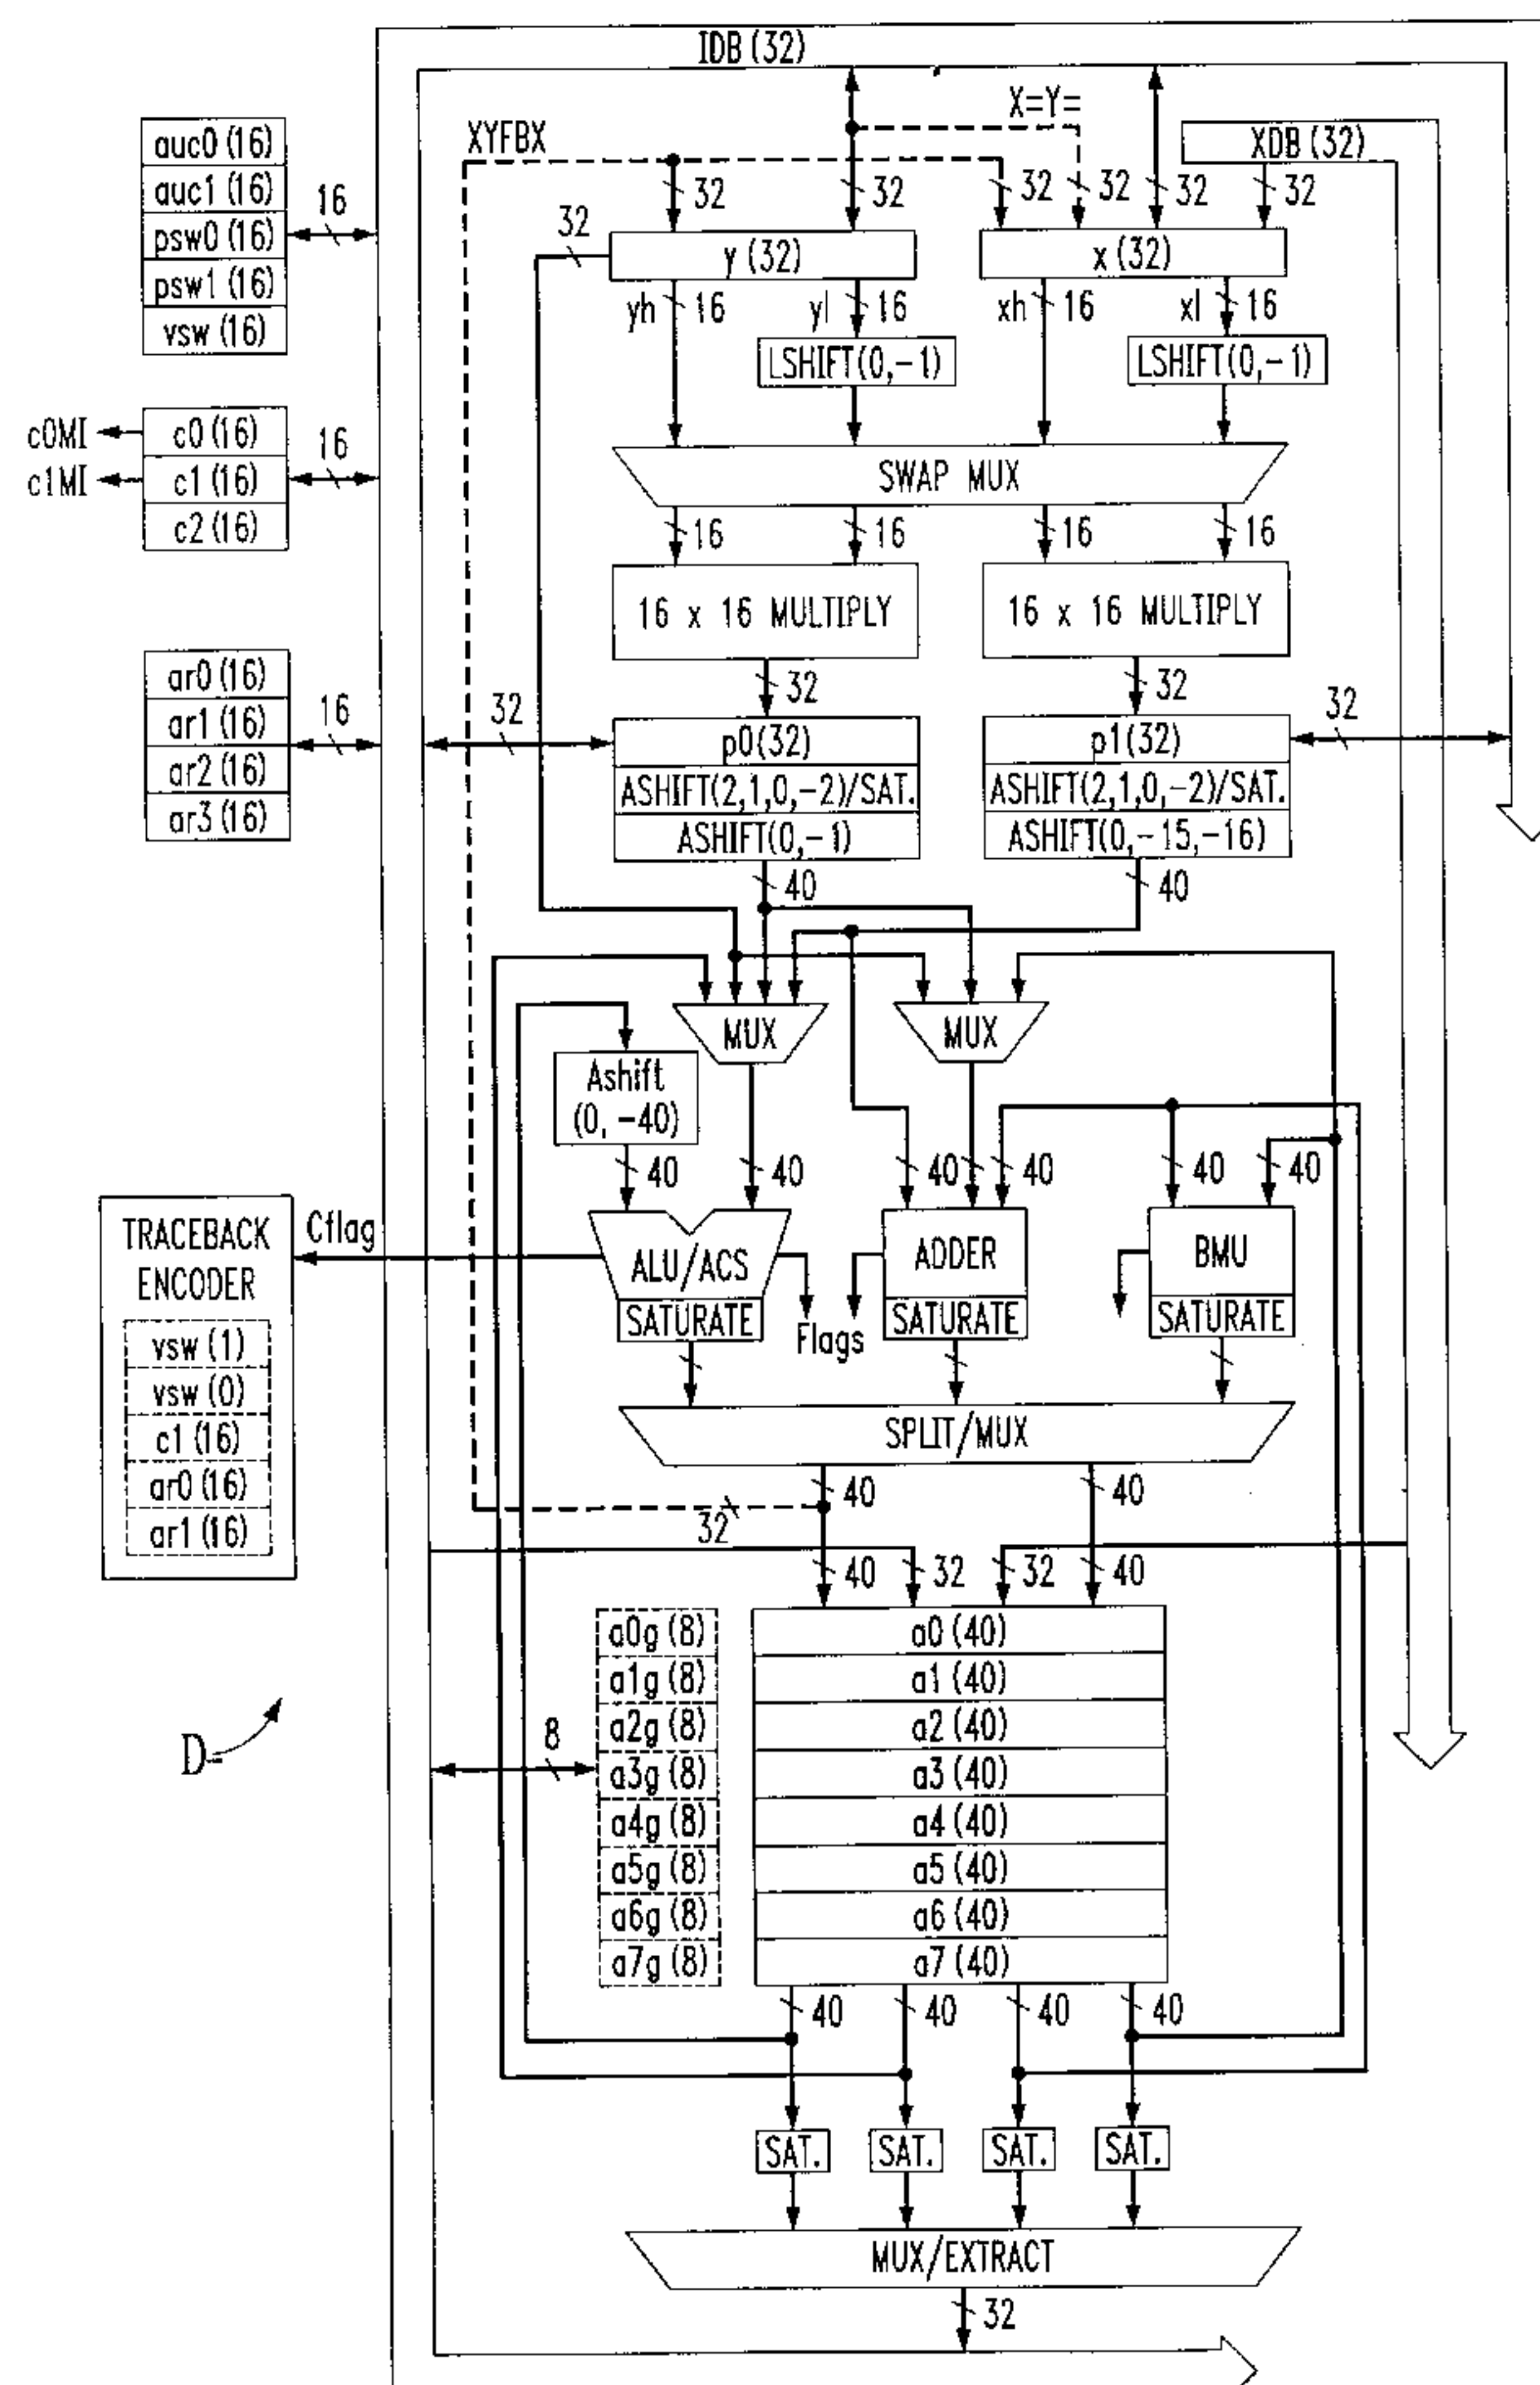 IDB (32)
X=Y=
XYFBX
XDB (32)
auc0 (16)
auc1 (16)
psw0 (16)
psw1 (16)
vsw (16)
16
32
32
32
32
32
32
32
y (32)
x (32)
yh
16
yl
16
xh
16
xl
16
LSHIFT(0,-1)
LSHIFT(0,-1)
c0MI
c1MI
c0 (16)
c1 (16)
c2 (16)
16
SWAP MUX
16
16
16
16
16 x 16 MULTIPLY
16 x 16 MULTIPLY
ar0 (16)
ar1 (16)
ar2 (16)
ar3 (16)
16
32
32
32
32
p0(32)
ASHIFT(2,1,0,-2)/SAT.
ASHIFT(0,-1)
p1(32)
ASHIFT(2,1,0,-2)/SAT.
ASHIFT(0,-15,-16)
40
40
MUX
MUX
Ashift
(0, -40)
40
40
40
40
40
40
TRACEBACK
ENCODER
Cflag
vsw (1)
vsw (0)
c1 (16)
ar0 (16)
ar1 (16)
ALU/ACS
SATURATE
Flags
ADDER
SATURATE
BMU
SATURATE
SPLIT/MUX
40
40
32
40
32
32
40
a0g (8)
a1g (8)
a2g (8)
a3g (8)
a4g (8)
a5g (8)
a6g (8)
a7g (8)
a0 (40)
a1 (40)
a2 (40)
a3 (40)
a4 (40)
a5 (40)
a6 (40)
a7 (40)
8
D
40
40
40
40
SAT.
SAT.
SAT.
SAT.
MUX/EXTRACT
32